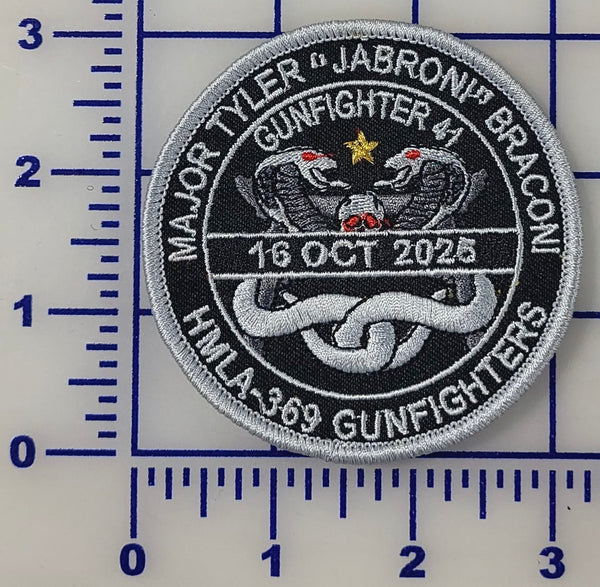 MAJOR TYLER "JABRONI" BRACONI
GUNFIGHTER 41
16 OCT 2025
HMLA-369 GUNFIGHTERS
3
2
1
0
0 1 2 3